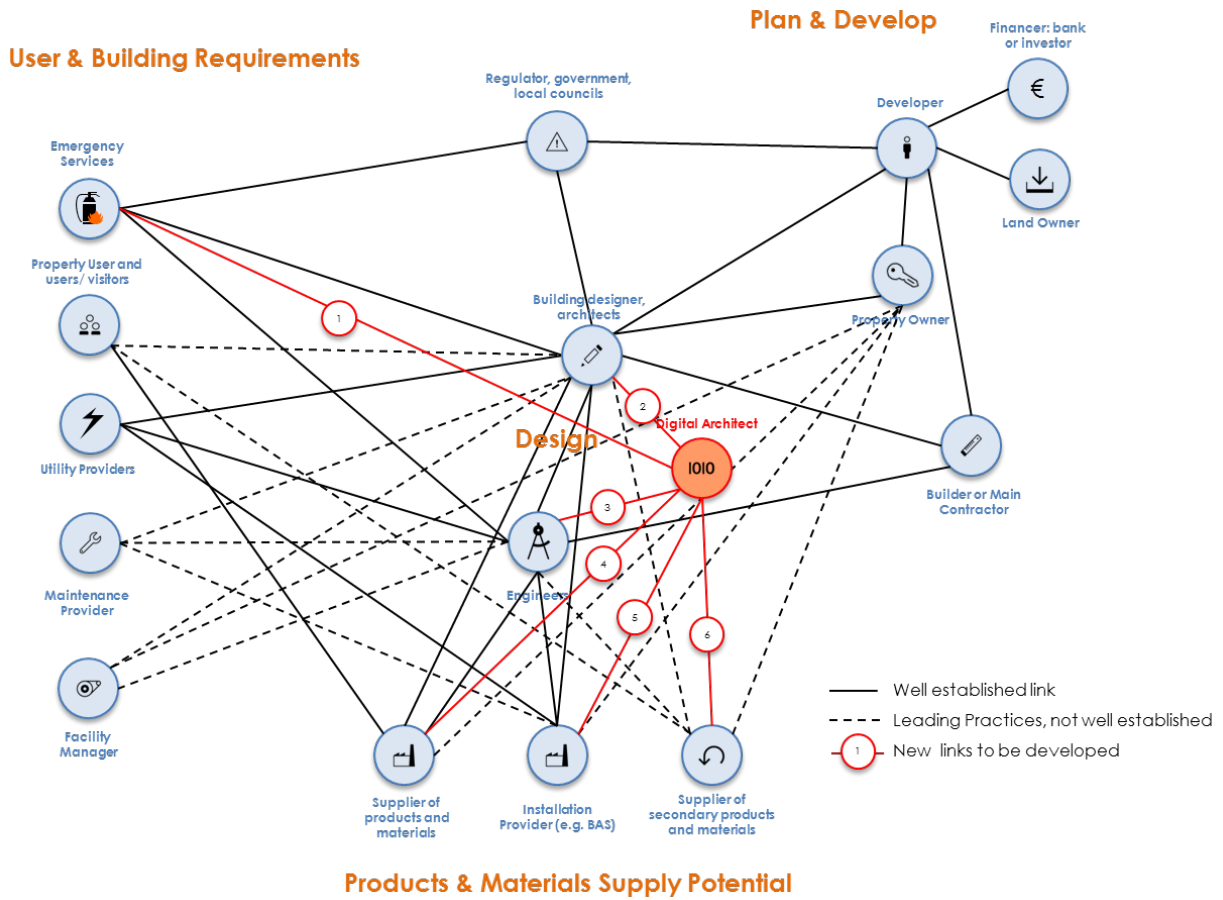 Plan & Develop
User & Building Requirements
Financer: bank
or investor
€
Regulator, government,
local councils
Developer
Emergency
Services
Land Owner
Property User and
users/ visitors
Building designer,
architects
Property Owner
1
2
Digital Architect
Design
1010
Utility Providers
Builder or Main
Contractor
3
4
Maintenance
Provider
Engineers
5
6
Facility
Manager
Well established link
Leading Practices, not well established
1
New links to be developed
Supplier of
products and
materials
Installation
Provider (e.g. BAS)
Supplier of
secondary products
and materials
Products & Materials Supply Potential